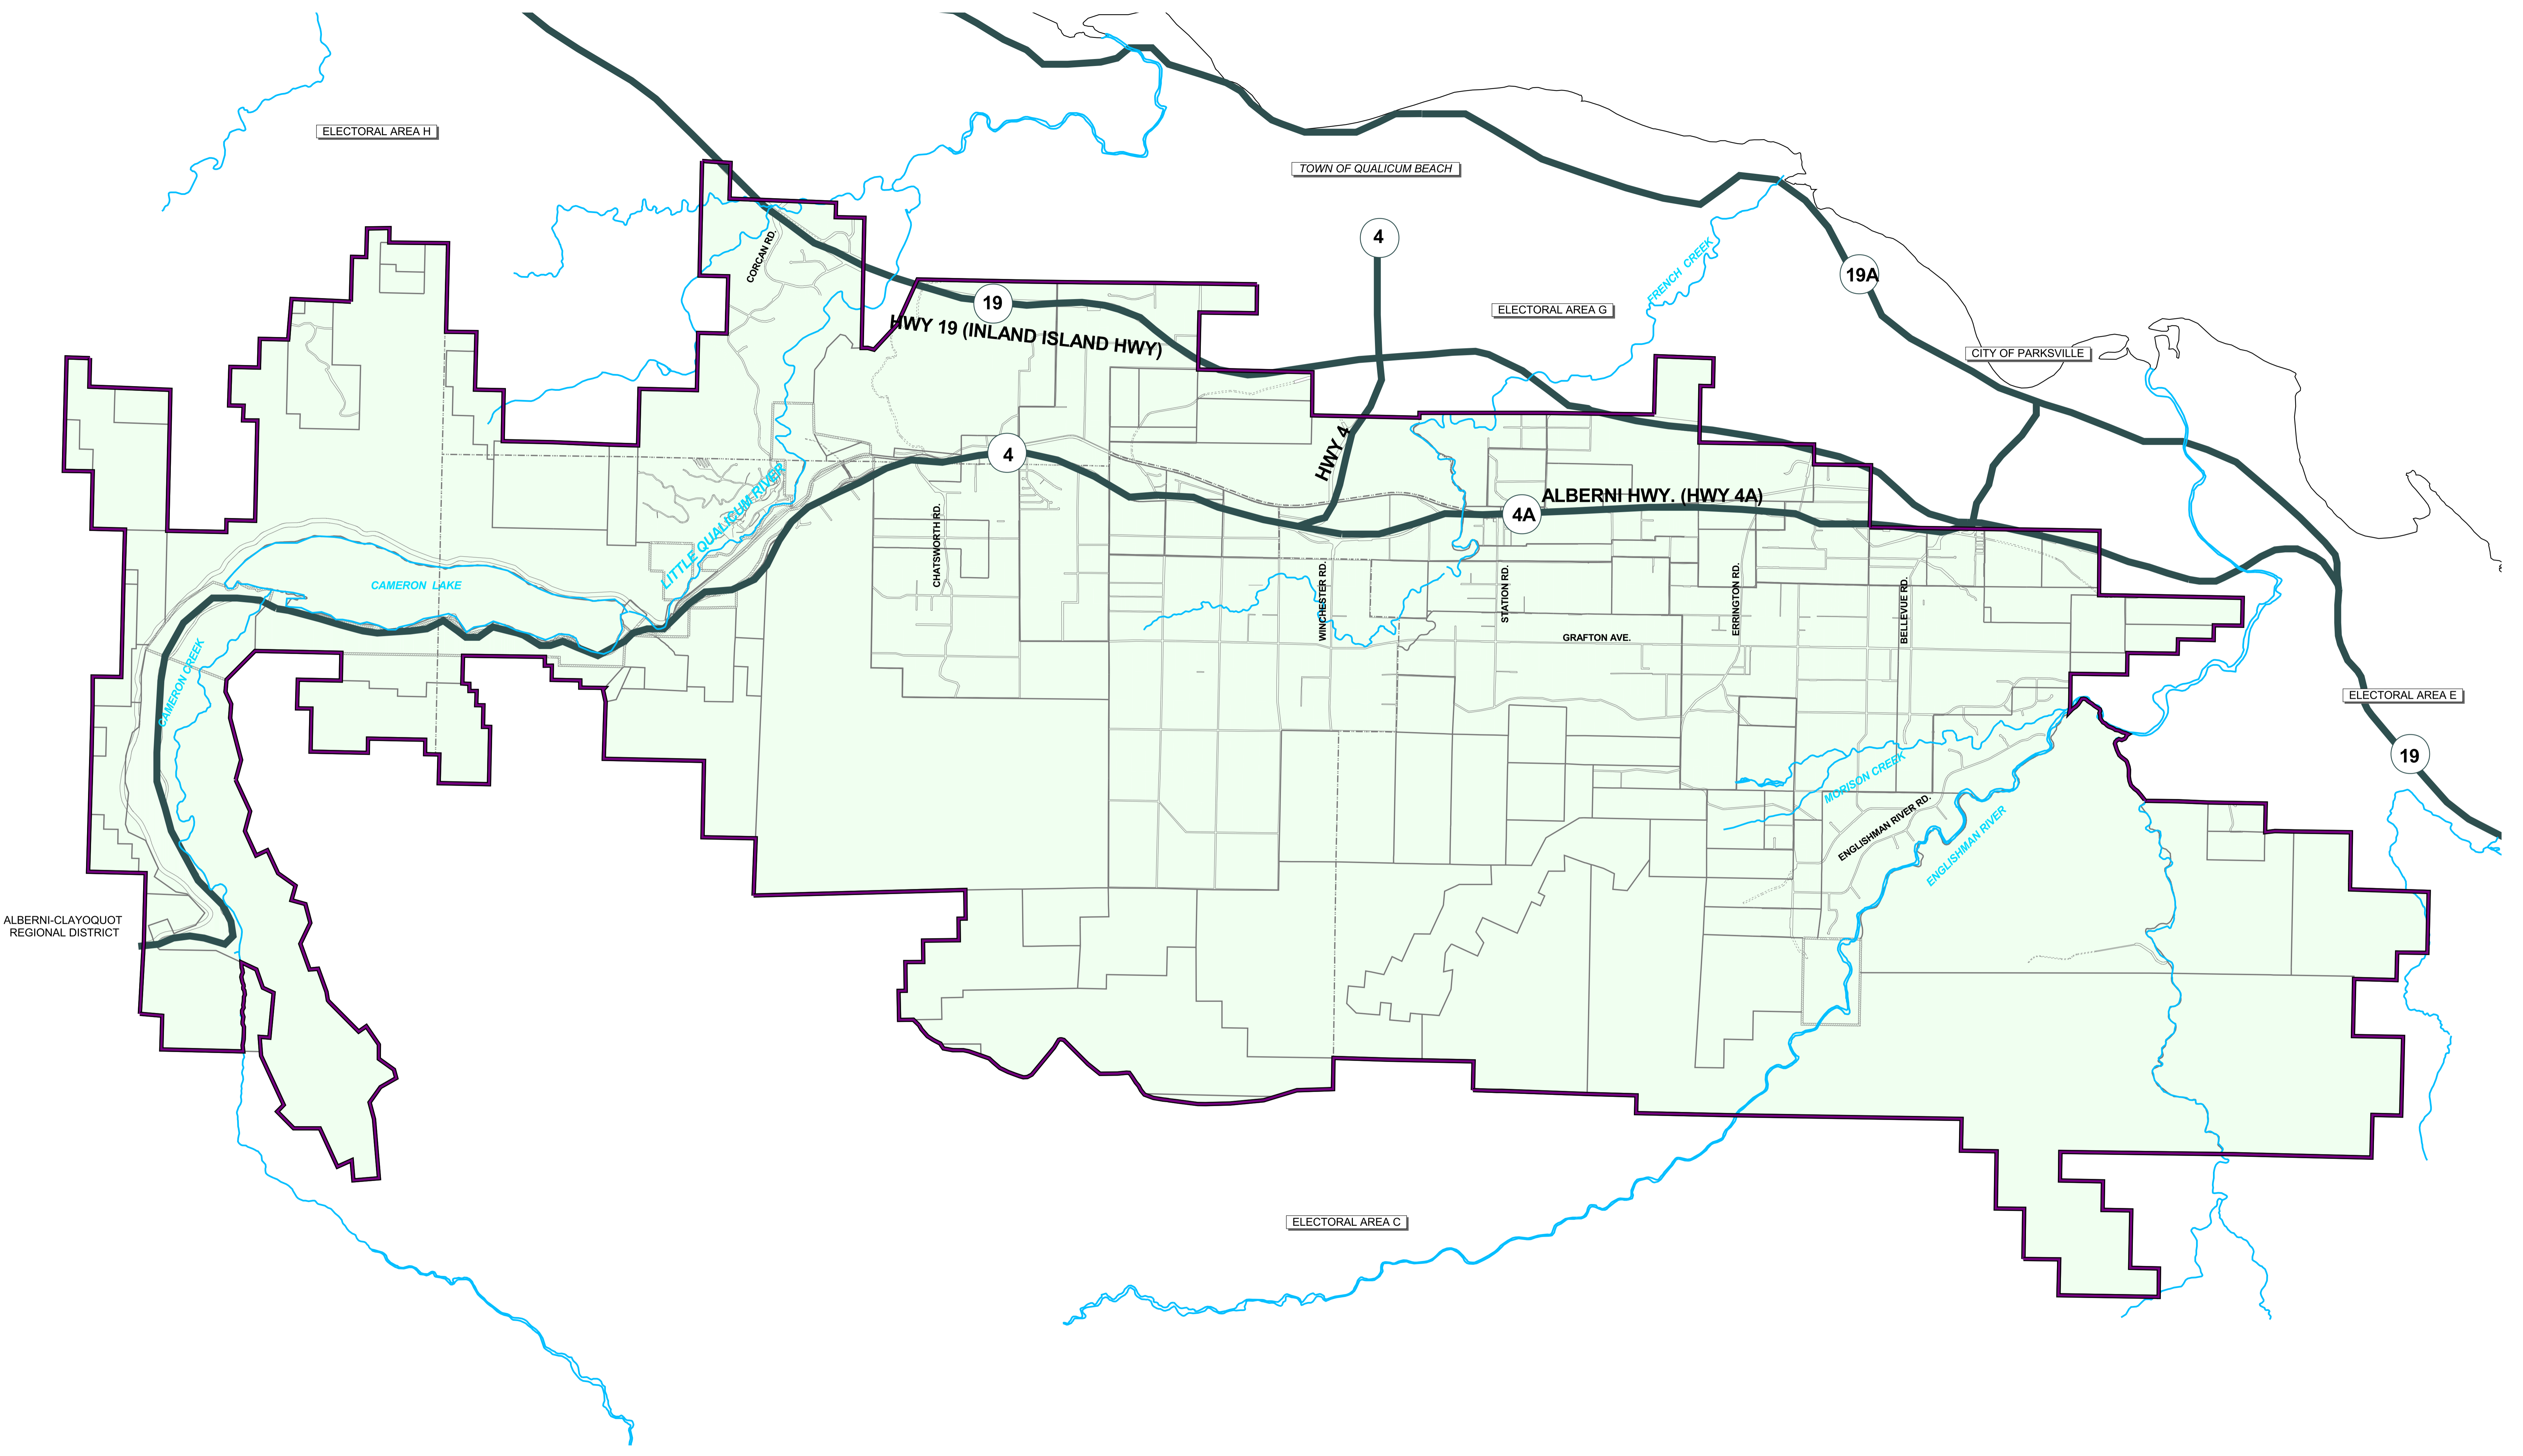 ELECTORAL AREA H
TOWN OF QUALICUM BEACH
4
CORCAN RD.
FRENCH CREEK
19A
19
ELECTORAL AREA G
HWY 19 (INLAND ISLAND HWY)
CITY OF PARKSVILLE
4
HWY 4
LITTLE QUALICUM RIVER
ALBERNI HWY. (HWY 4A)
4A
CHATSWORTH RD.
CAMERON LAKE
WINCHESTER RD.
STATION RD.
ERRINGTON RD.
BELLEVUE RD.
GRAFTON AVE.
CAMERON CREEK
ELECTORAL AREA E
19
MORISON CREEK
ENGLISHMAN RIVER RD.
ENGLISHMAN RIVER
ALBERNI-CLAYOQUOT
REGIONAL DISTRICT
ELECTORAL AREA C